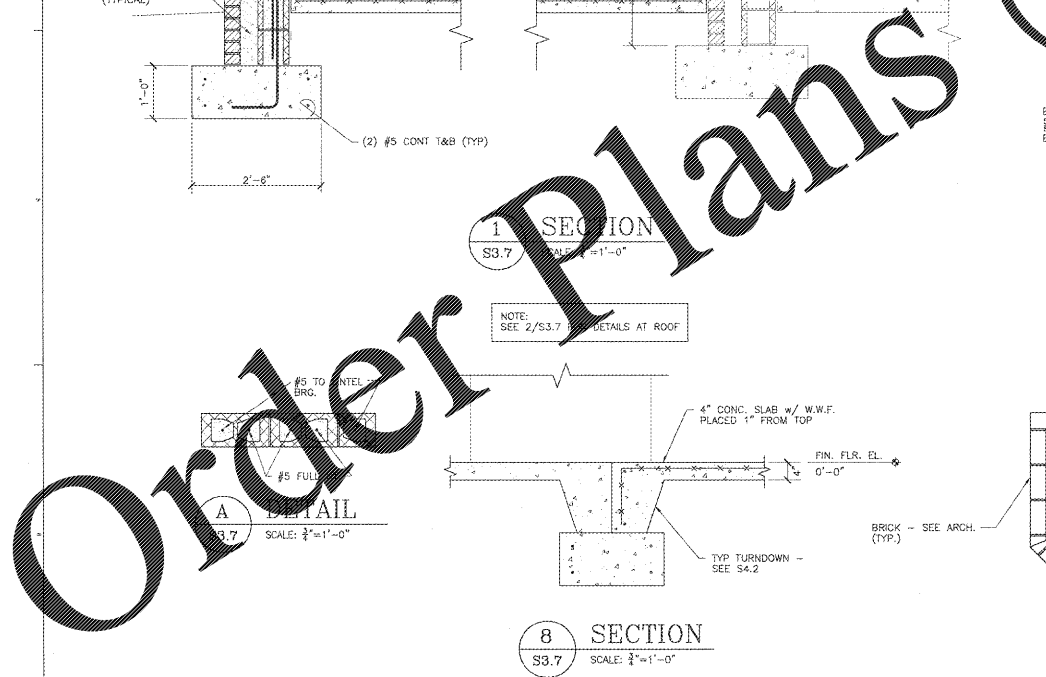 (TYPICAL)
1'-0"
(2) #5 CONT T&B (TYP)
2'-6"
1
S3.7
SECTION
=1'-0"
NOTE:
SEE 2/S3.7 DETAILS AT ROOF
#5 TO
BRG.
#5 FULL
A
S3.7
DETAIL
SCALE: 3/4"=1'-0"
4" CONC. SLAB w/ W.W.F.
PLACED 1" FROM TOP
FIN. FLR. EL.
0'-0"
4"
BRICK - SEE ARCH.
(TYP.)
TYP TURNDOWN -
SEE S4.2
8
S3.7
SECTION
SCALE: 3/4"=1'-0"
Order Plans